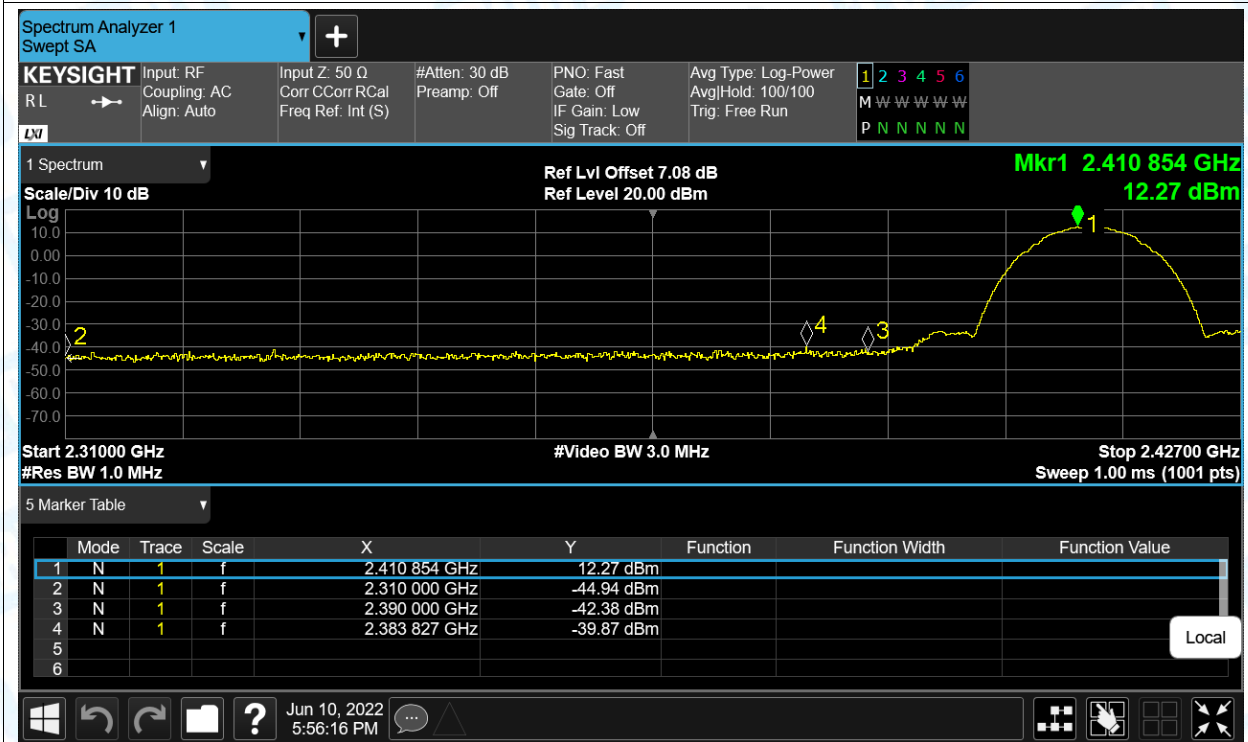 Spectrum Analyzer 1
Swept SA
+
KEYSIGHT
RL
LXI
Input: RF
Coupling: AC
Align: Auto
Input Z: 50 Ω
Corr CCorr RCal
Freq Ref: Int (S)
#Atten: 30 dB
Preamp: Off
PNO: Fast
Gate: Off
IF Gain: Low
Sig Track: Off
Avg Type: Log-Power
Avg|Hold: 100/100
Trig: Free Run
1 2 3 4 5 6
M W W W W W
P N N N N N
1 Spectrum
Scale/Div 10 dB
Ref Lvl Offset 7.08 dB
Ref Level 20.00 dBm
Mkr1 2.410 854 GHz
12.27 dBm
Log
10.0
0.00
-10.0
-20.0
-30.0
-40.0
-50.0
-60.0
-70.0
1
2
4
3
Start 2.31000 GHz
#Video BW 3.0 MHz
Stop 2.42700 GHz
#Res BW 1.0 MHz
Sweep 1.00 ms (1001 pts)
5 Marker Table
Mode Trace Scale X Y Function Function Width Function Value
1 N 1 f 2.410 854 GHz 12.27 dBm
2 N 1 f 2.310 000 GHz -44.94 dBm
3 N 1 f 2.390 000 GHz -42.38 dBm
4 N 1 f 2.383 827 GHz -39.87 dBm
5
6
Local
?
Jun 10, 2022
5:56:16 PM